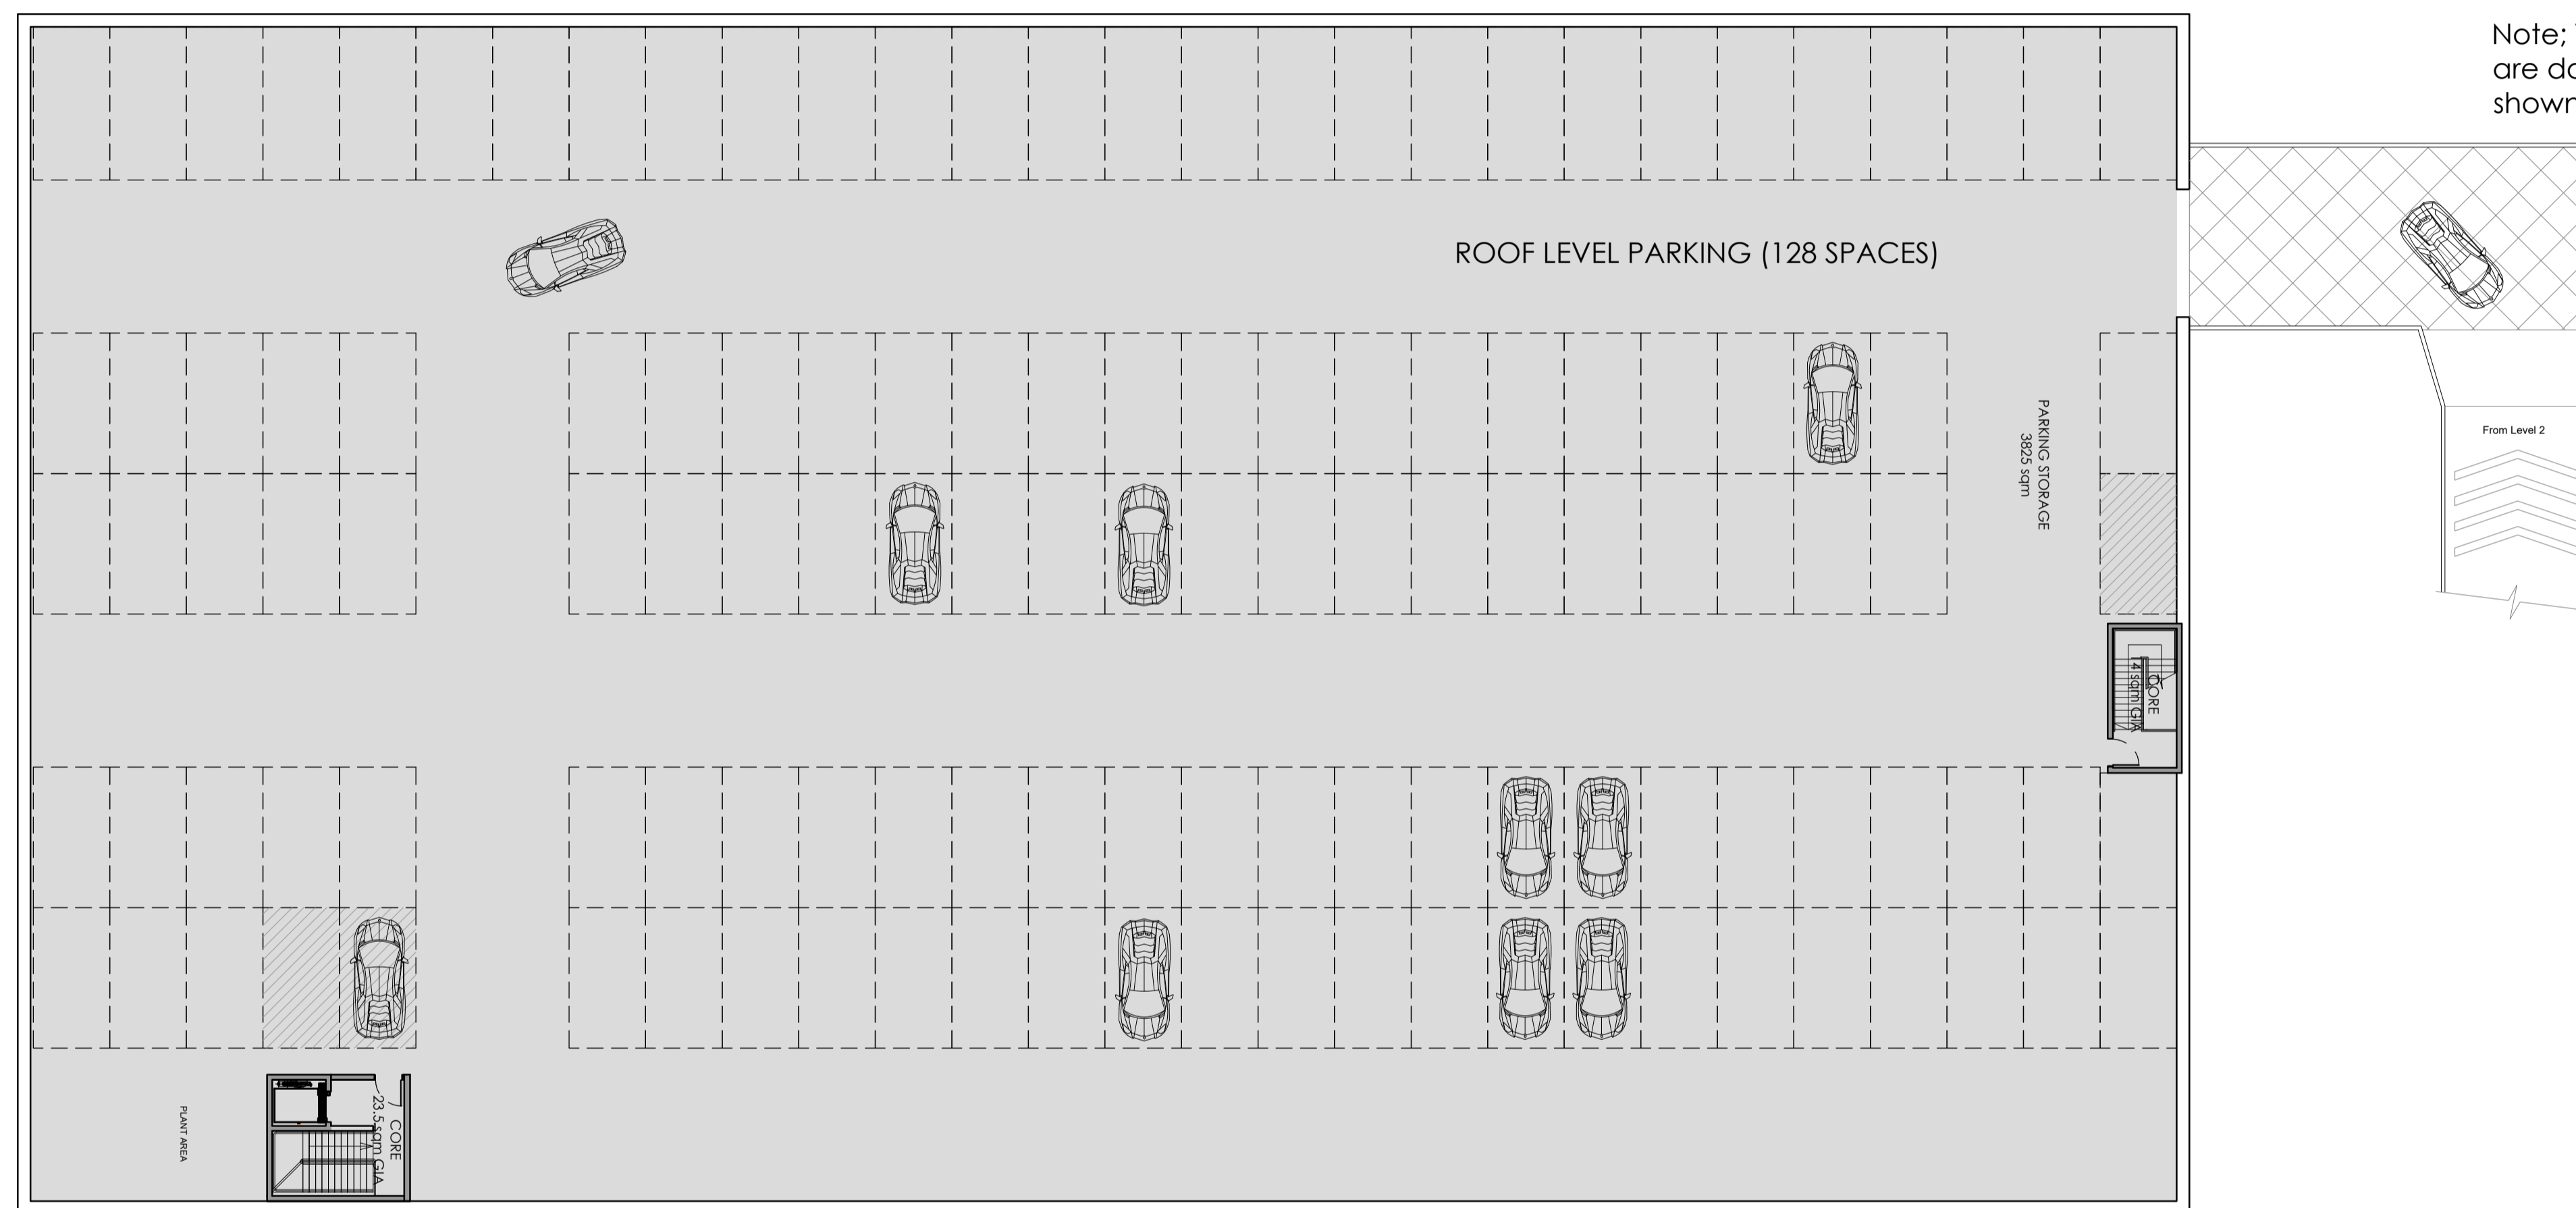 Note;
are
shown
ROOF LEVEL PARKING (128 SPACES)
PARKING STORAGE
3825 sqm
From Level 2
CORE
14 sqm GIA
PLANT AREA
CORE
23.5 sqm GIA